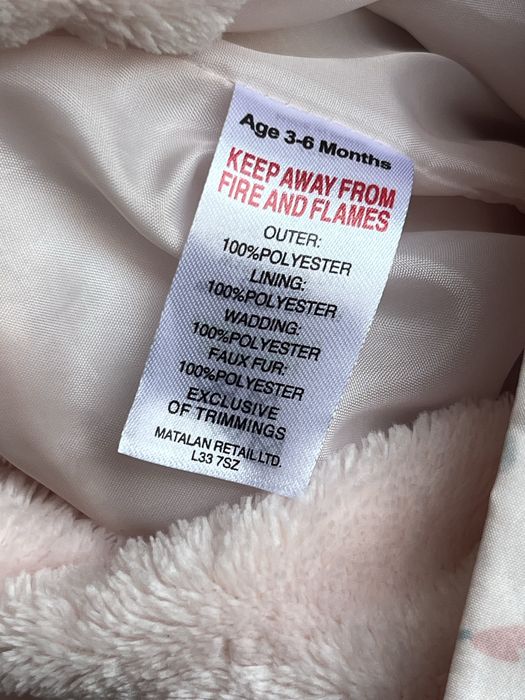 Age 3-6 Months
KEEP AWAY FROM
FIRE AND FLAMES
OUTER:
100%POLYESTER
LINING:
100%POLYESTER
WADDING:
100%POLYESTER
FAUX FUR:
100%POLYESTER
EXCLUSIVE
OF TRIMMINGS
MATALAN RETAIL LTD.
L33 7SZ